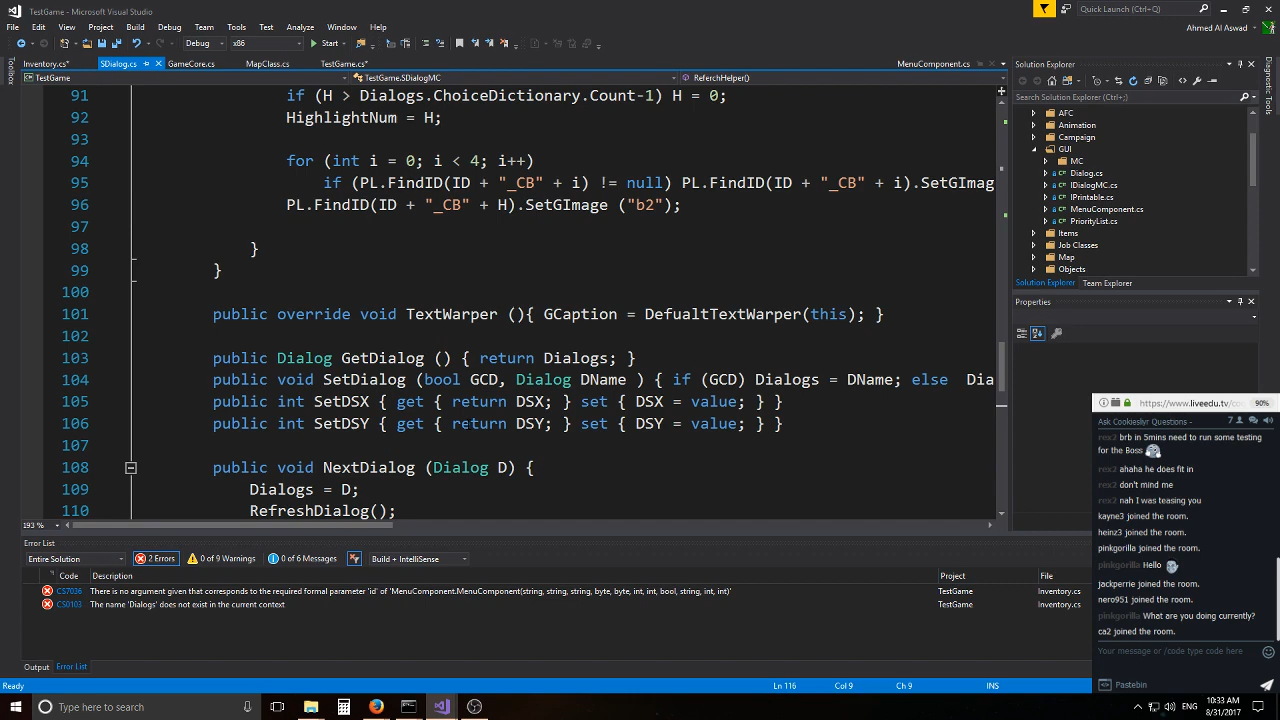 TestGame - Microsoft Visual Studio
Quick Launch (Ctrl+Q)
File Edit View Project Build Debug Team Tools Test Analyze Window Help
Ahmed Al Aswad
Debug x86 Start
Inventory.cs* SDialog.cs GameCore.cs MapClass.cs TestGame.cs* MenuComponent.cs
TestGame TestGame.SDialogMC ReferchHelper()
Toolbox
91 if (H > Dialogs.ChoiceDictionary.Count-1) H = 0;
92 HighlightNum = H;
93
94 for (int i = 0; i < 4; i++)
95 if (PL.FindID(ID + "_CB" + i) != null) PL.FindID(ID + "_CB" + i).SetGIma
96 PL.FindID(ID + "_CB" + H).SetGImage ("b2");
97
98 }
99 }
100
101 public override void TextWarper (){ GCaption = DefualtTextWarper(this); }
102
103 public Dialog GetDialog () { return Dialogs; }
104 public void SetDialog (bool GCD, Dialog DName ) { if (GCD) Dialogs = DName; else Dia
105 public int SetDSX { get { return DSX; } set { DSX = value; } }
106 public int SetDSY { get { return DSY; } set { DSY = value; } }
107
108 public void NextDialog (Dialog D) {
109 Dialogs = D;
110 RefreshDialog();
193 %
Solution Explorer
Search Solution Explorer (Ctrl+;)
AFC
Animation
Campaign
GUI
MC
Dialog.cs
IDialogMC.cs
IPrintable.cs
MenuComponent.cs
PriorityList.cs
Items
Job Classes
Map
Objects
Solution Explorer Team Explorer
Properties
Diagnostic Tools
Error List
Entire Solution 2 Errors 0 of 9 Warnings 0 of 6 Messages Build + IntelliSense
Code Description Project File
CS7036 There is no argument given that corresponds to the required formal parameter 'id' of 'MenuComponent.MenuComponent(string, string, string, byte, byte, int, int, bool, string, int, int)' TestGame Inventory.cs
CS0103 The name 'Dialogs' does not exist in the current context TestGame Inventory.cs
Output Error List
Ready Ln 116 Col 9 Ch 9 INS
https://www.liveedu.tv/co 90%
Ask Cookieslyr Questions - 7
rex2 brb in 5mins need to run some testing
for the Boss
rex2 ahaha he does fit in
rex2 don't mind me
rex2 nah I was teasing you
kayne3 joined the room.
heinz3 joined the room.
pinkgorilla joined the room.
pinkgorilla Hello
jackperrie joined the room.
nero951 joined the room.
pinkgorilla What are you doing currently?
ca2 joined the room.
Your message or /code type code here
Pastebin
Type here to search
ENG
10:33 AM
8/31/2017